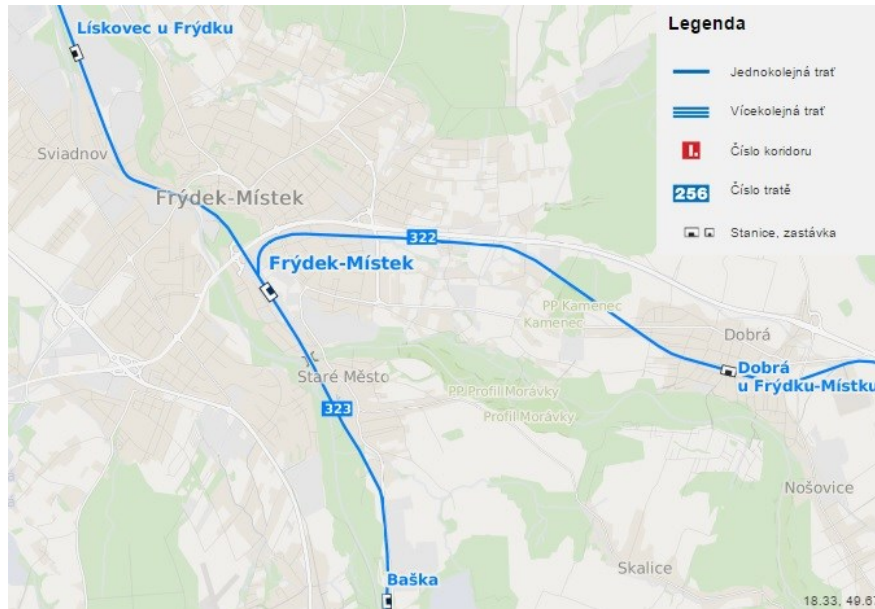 Lískovec u Frýdku
Legenda
Jednokolejná trať
Vícekolejná trať
I.
Číslo koridoru
256
Číslo tratě
Stanice, zastávka
Sviadnov
Frýdek-Místek
322
Frýdek-Místek
PP Kamenec
Kamenec
Dobrá
Dobrá
u Frýdku-Místku
Staré Město
PP Profil Morávky
Profil Morávky
323
Nošovice
Baška
Skalice
18.33, 49.67